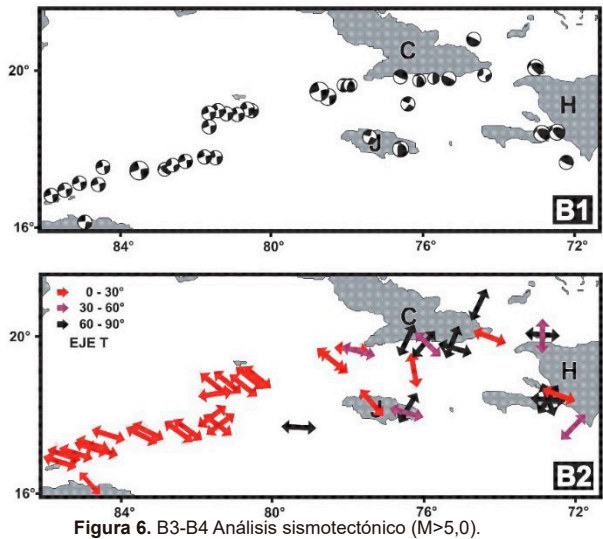 20°
16°
C
J
H
B1
84°
80°
76°
72°
0 - 30°
30 - 60°
60 - 90°
EJE T
20°
16°
C
J
H
B2
84°
80°
76°
72°
Figura 6. B3-B4 Análisis sismotectónico (M>5,0).